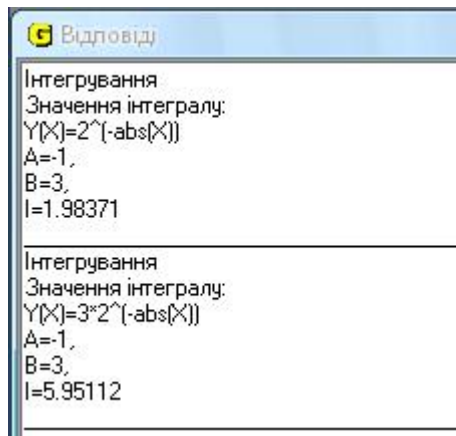 G Відповіді
Інтегрування
Значення інтегралу:
Y(X)=2^(-abs(X))
A=-1,
B=3,
I=1.98371
Інтегрування
Значення інтегралу:
Y(X)=3*2^(-abs(X))
A=-1,
B=3,
I=5.95112